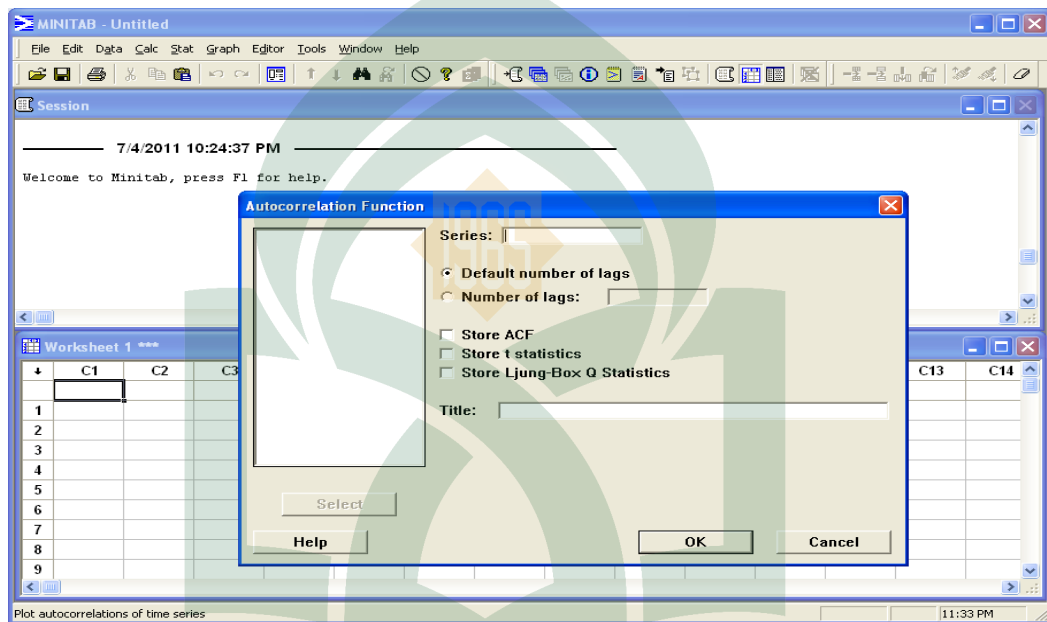 MINITAB - Untitled
File Edit Data Calc Stat Graph Editor Tools Window Help
Session
7/4/2011 10:24:37 PM
Welcome to Minitab, press F1 for help.
Autocorrelation Function
Series:
Default number of lags
Number of lags:
Store ACF
Store t statistics
Store Ljung-Box Q Statistics
Title:
Select
Help OK Cancel
1965
Worksheet 1 ***
C1 C2 C3 C13 C14
1
2
3
4
5
6
7
8
9
Plot autocorrelations of time series 11:33 PM